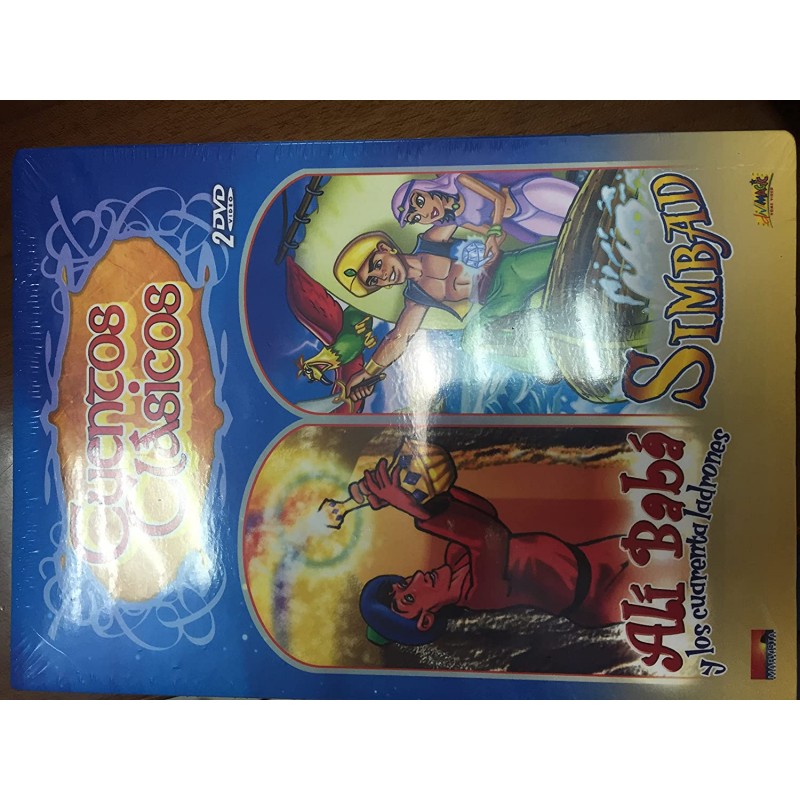 Cuentos
Clásicos
2 DVD
VIDEO
Alí Babá
y los cuarenta ladrones
SIMBAD